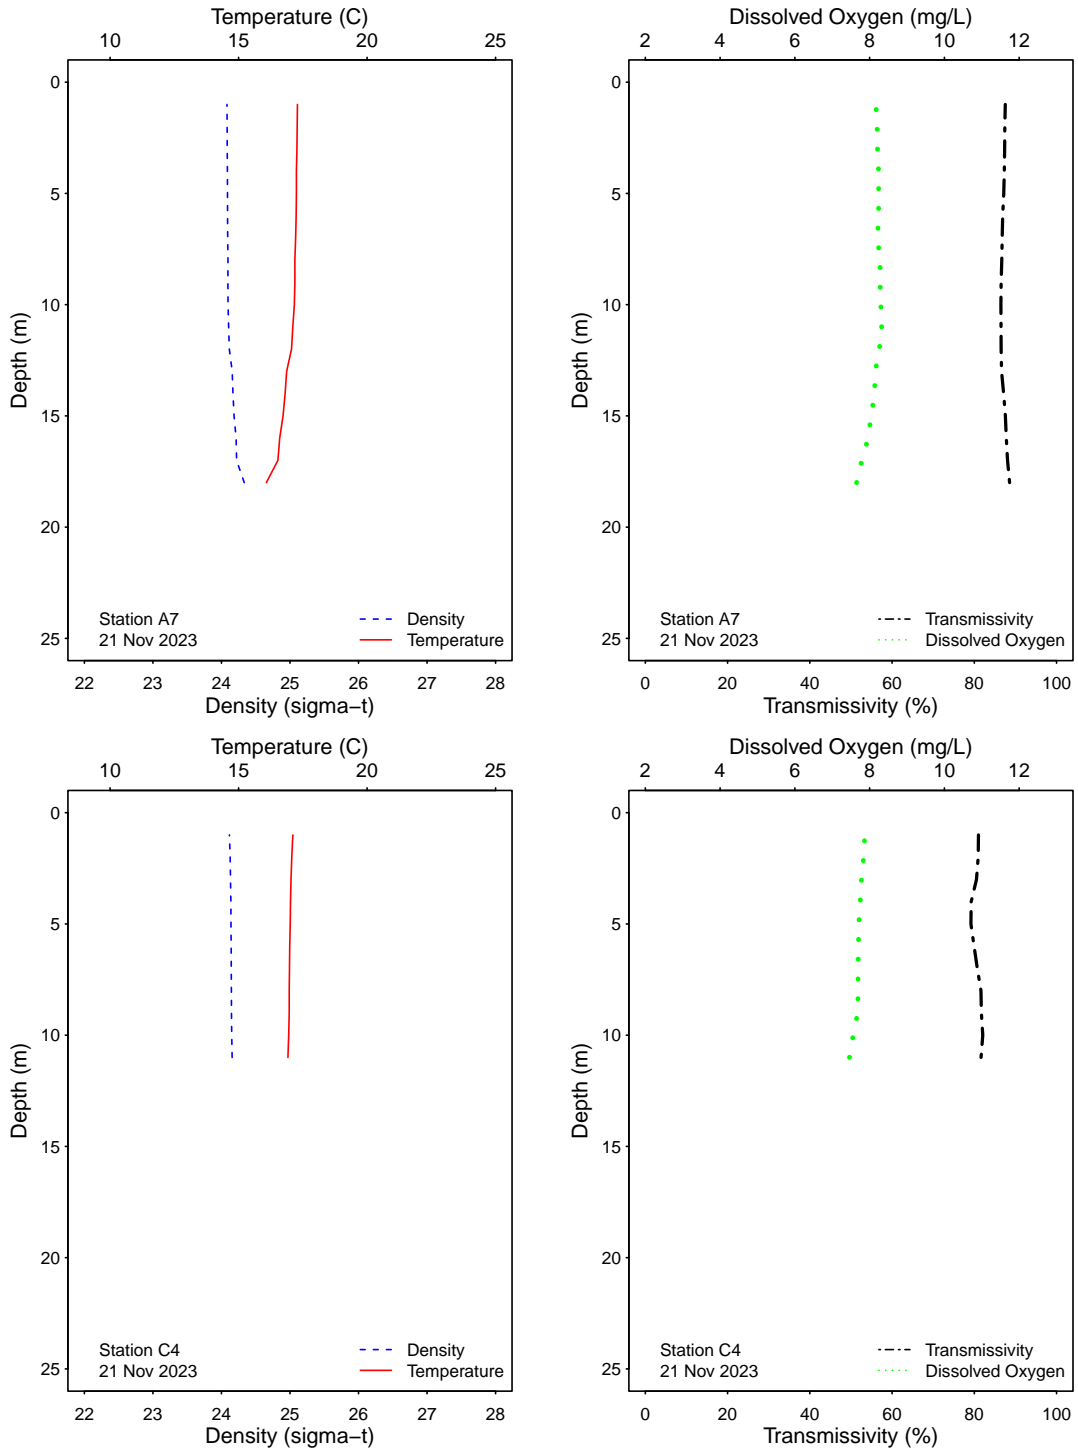 Temperature (C)
10 15 20 25
0
5
10
15
20
25
Depth (m)
Station A7
21 Nov 2023
Density
Temperature
22 23 24 25 26 27 28
Density (sigma−t)
Dissolved Oxygen (mg/L)
2 4 6 8 10 12
0
5
10
15
20
25
Depth (m)
Station A7
21 Nov 2023
Transmissivity
Dissolved Oxygen
0 20 40 60 80 100
Transmissivity (%)
Temperature (C)
10 15 20 25
0
5
10
15
20
25
Depth (m)
Station C4
21 Nov 2023
Density
Temperature
22 23 24 25 26 27 28
Density (sigma−t)
Dissolved Oxygen (mg/L)
2 4 6 8 10 12
0
5
10
15
20
25
Depth (m)
Station C4
21 Nov 2023
Transmissivity
Dissolved Oxygen
0 20 40 60 80 100
Transmissivity (%)